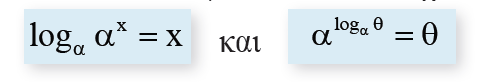 log_α α^x = x και α^{log_α θ} = θ